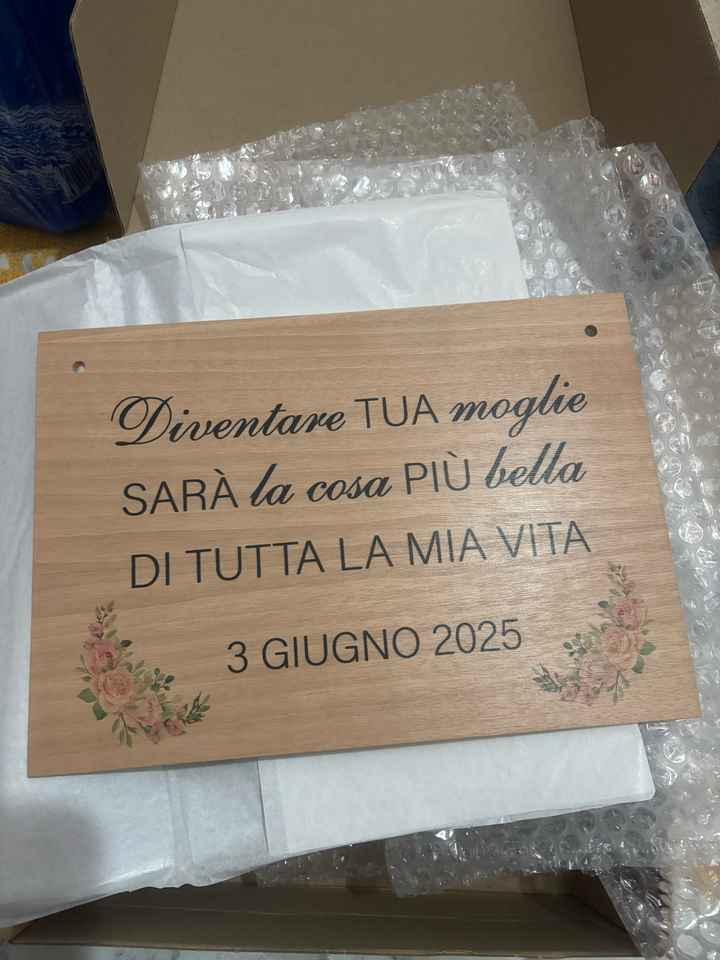 Diventare TUA moglie
SARÀ la cosa PIÙ bella
DI TUTTA LA MIA VITA
3 GIUGNO 2025